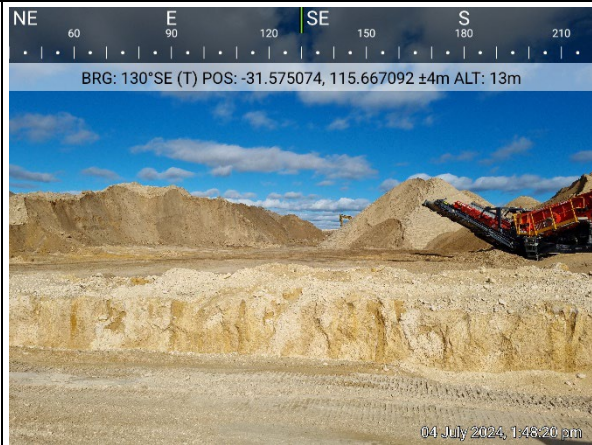 NE E SE S
60 90 120 150 180 210
BRG: 130°SE (T) POS: -31.575074, 115.667092 ±4m ALT: 13m
04 July 2024, 1:48:20 pm